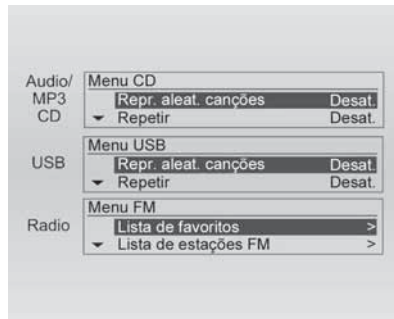 Audio/
MP3
CD
Menu CD
Repr. aleat. canções Desat.
Repetir Desat.
USB
Menu USB
Repr. aleat. canções Desat.
Repetir Desat.
Radio
Menu FM
Lista de favoritos >
Lista de estações FM >